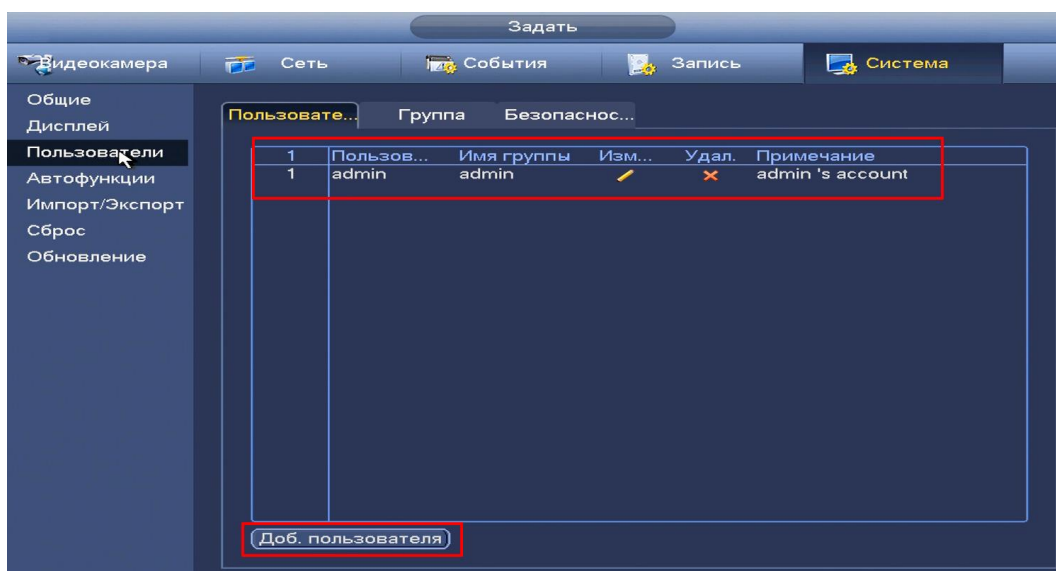 Задать
Видеокамера Сеть События Запись Система
Общие
Дисплей
Пользователи
Автофункции
Импорт/Экспорт
Сброс
Обновление
Пользовате... Группа Безопаснос...
1 Пользов... Имя группы Изм... Удал. Примечание
1 admin admin admin 's account
Доб. пользователя